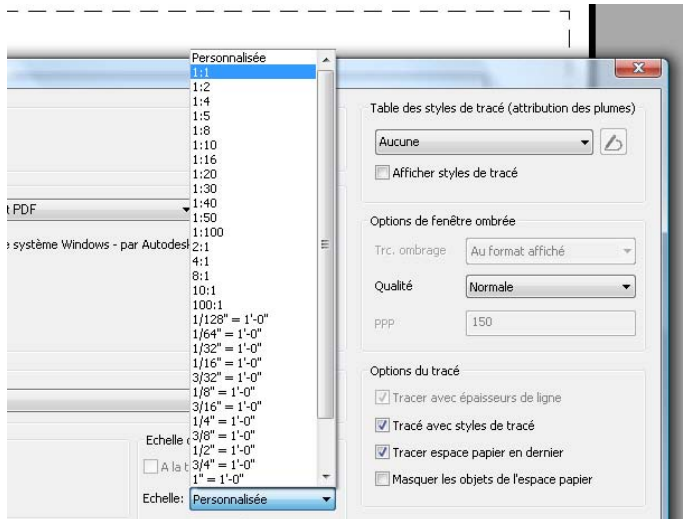 Personnalisée
1:1
1:2
1:4
1:5
1:8
1:10
1:16
1:20
1:30
1:40
1:50
1:100
2:1
4:1
8:1
10:1
100:1
1/128" = 1'-0"
1/64" = 1'-0"
1/32" = 1'-0"
1/16" = 1'-0"
3/32" = 1'-0"
1/8" = 1'-0"
3/16" = 1'-0"
1/4" = 1'-0"
3/8" = 1'-0"
1/2" = 1'-0"
3/4" = 1'-0"
1" = 1'-0"
t PDF
système Windows - par Autodesk
Echelle
A la t
Echelle: Personnalisée
Table des styles de tracé (attribution des plumes)
Aucune
Afficher styles de tracé
Options de fenêtre ombrée
Trc. ombrage Au format affiché
Qualité Normale
PPP 150
Options du tracé
Tracer avec épaisseurs de ligne
Tracé avec styles de tracé
Tracer espace papier en dernier
Masquer les objets de l'espace papier